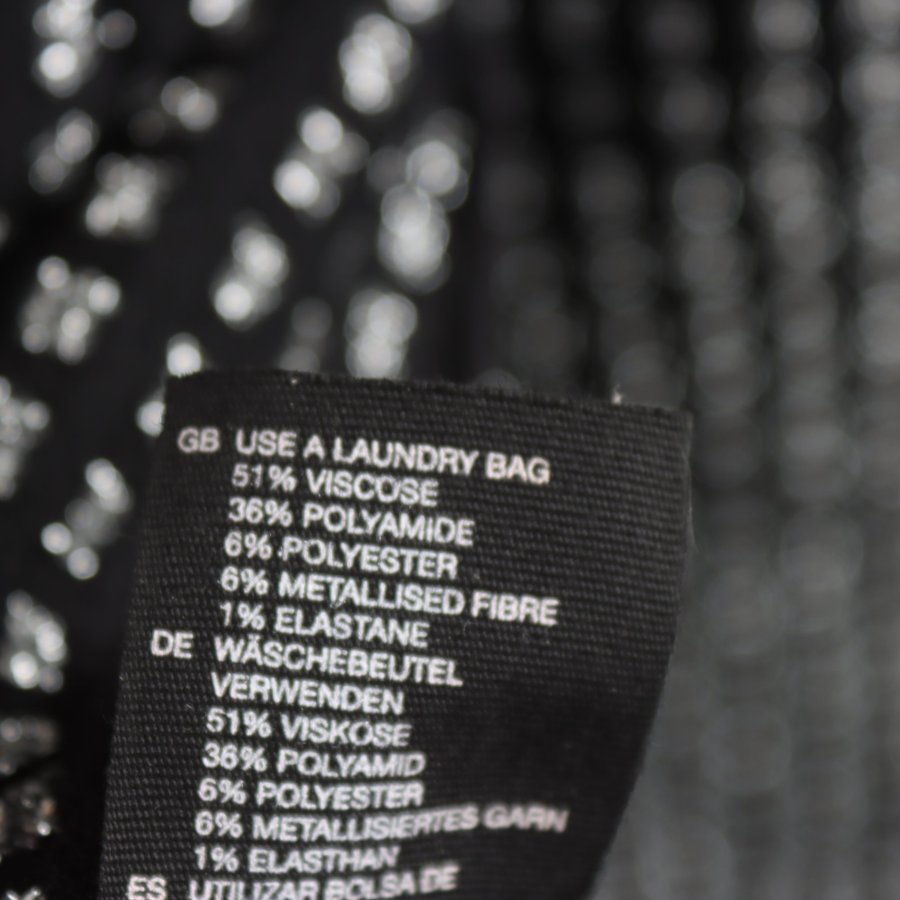 GB USE A LAUNDRY BAG
51% VISCOSE
36% POLYAMIDE
6% POLYESTER
6% METALLISED FIBRE
1% ELASTANE
DE WÄSCHEBEUTEL
VERWENDEN
51% VISKOSE
36% POLYAMID
6% POLYESTER
6% METALLISIERTES GARN
1% ELASTHAN
ES UTILIZAR BOLSA DE